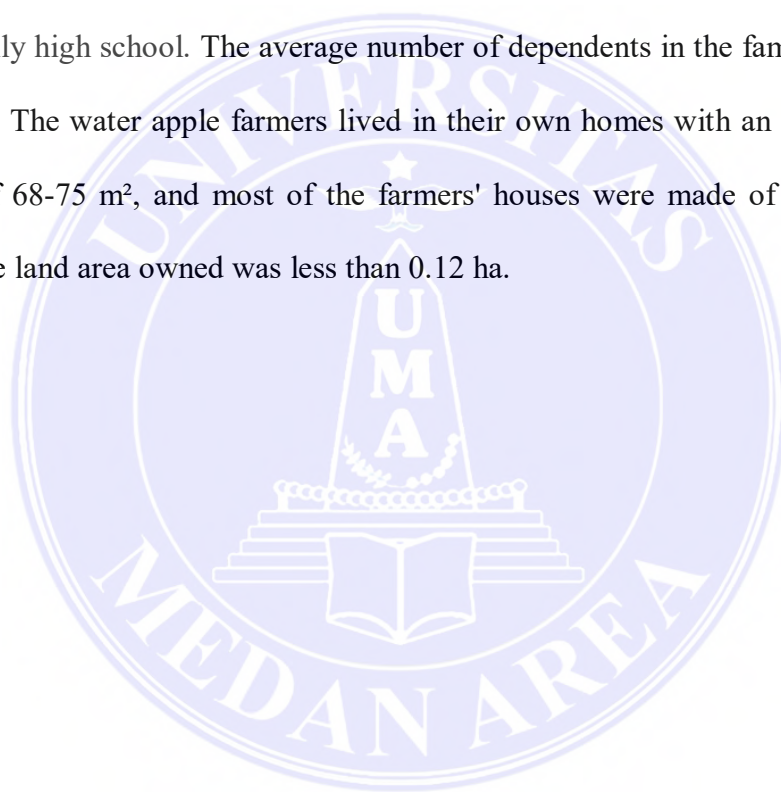 ly high school. The average number of dependents in the fam
The water apple farmers lived in their own homes with an
68-75 m², and most of the farmers' houses were made of
land area owned was less than 0.12 ha.
UNIVERSITAS
UMA
MEDAN AREA